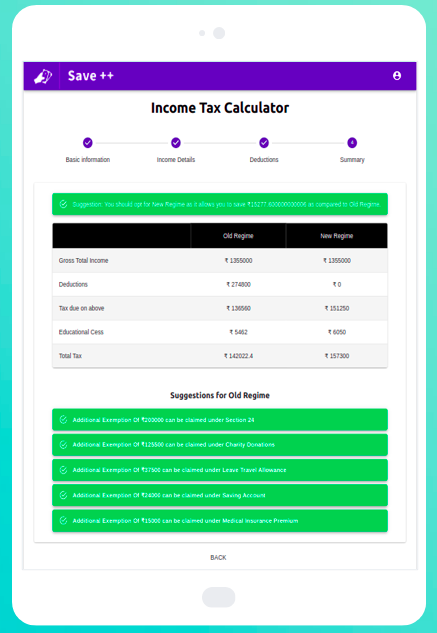 Save ++
Income Tax Calculator
4
Basic information Income Details Deductions Summary
Suggestion: You should opt for New Regime as it allows you to save ₹15277.600000000006 as compared to Old Regime.
Old Regime New Regime
Gross Total Income ₹ 1355000 ₹ 1355000
Deductions ₹ 274800 ₹ 0
Tax due on above ₹ 136560 ₹ 151250
Educational Cess ₹ 5462 ₹ 6050
Total Tax ₹ 142022.4 ₹ 157300
Suggestions for Old Regime
Additional Exemption Of ₹200000 can be claimed under Section 24
Additional Exemption Of ₹125500 can be claimed under Charity Donations
Additional Exemption Of ₹37500 can be claimed under Leave Travel Allowance
Additional Exemption Of ₹24000 can be claimed under Saving Account
Additional Exemption Of ₹15000 can be claimed under Medical Insurance Premium
BACK